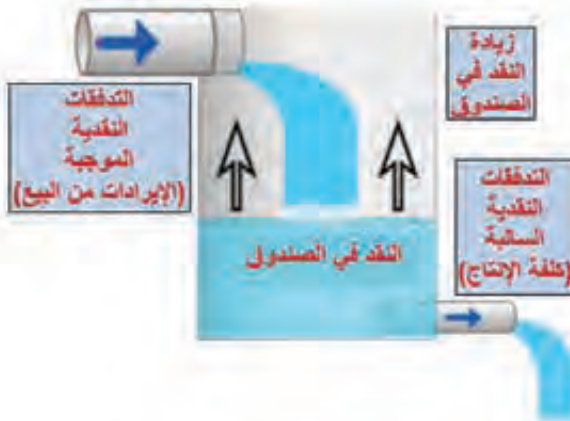 زيادة
النقد في
الصندوق
التدفقات
النقدية
الموجبة
(الإيرادات من البيع)
التدفقات
النقدية
السالبة
(كلفة الإنتاج)
النقد في الصندوق